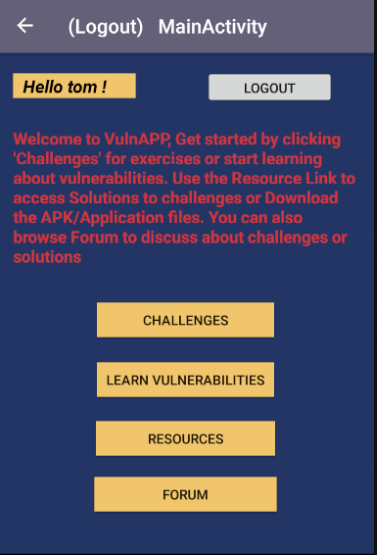 (Logout) MainActivity
Hello tom !
LOGOUT
Welcome to VulnAPP, Get started by clicking
'Challenges' for exercises or start learning
about vulnerabilities. Use the Resource Link to
access Solutions to challenges or Download
the APK/Application files. You can also
browse Forum to discuss about challenges or
solutions
CHALLENGES
LEARN VULNERABILITIES
RESOURCES
FORUM